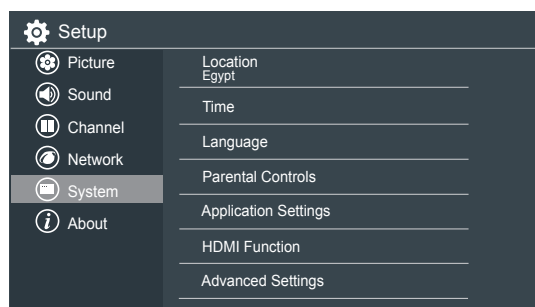 Setup
Picture
Sound
Channel
Network
System
About
Location
Egypt
Time
Language
Parental Controls
Application Settings
HDMI Function
Advanced Settings